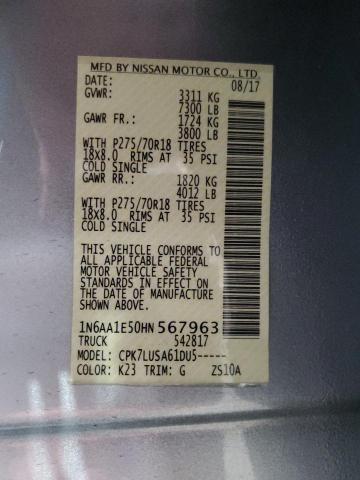 MFD BY NISSAN MOTOR CO., LTD.
DATE: 08/17
GVWR: 3311 KG
7300 LB
GAWR FR.: 1724 KG
3800 LB
WITH P275/70R18 TIRES
18x8.0 RIMS AT 35 PSI
COLD SINGLE
GAWR RR.: 1820 KG
4012 LB
WITH P275/70R18 TIRES
18x8.0 RIMS AT 35 PSI
COLD SINGLE
THIS VEHICLE CONFORMS TO
ALL APPLICABLE FEDERAL
MOTOR VEHICLE SAFETY
STANDARDS IN EFFECT ON
THE DATE OF MANUFACTURE
SHOWN ABOVE.
1N6AA1E50HN567963
TRUCK 542817
MODEL: CPK7LUSA61DU5-----
COLOR: K23 TRIM: G ZS10A